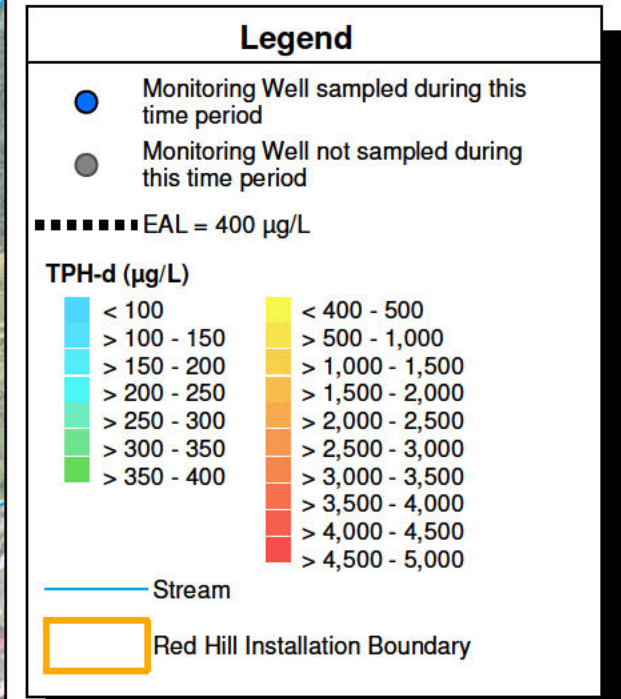 Legend
Monitoring Well sampled during this
time period
Monitoring Well not sampled during
this time period
EAL = 400 µg/L
TPH-d (µg/L)
< 100
> 100 - 150
> 150 - 200
> 200 - 250
> 250 - 300
> 300 - 350
> 350 - 400
< 400 - 500
> 500 - 1,000
> 1,000 - 1,500
> 1,500 - 2,000
> 2,000 - 2,500
> 2,500 - 3,000
> 3,000 - 3,500
> 3,500 - 4,000
> 4,000 - 4,500
> 4,500 - 5,000
Stream
Red Hill Installation Boundary